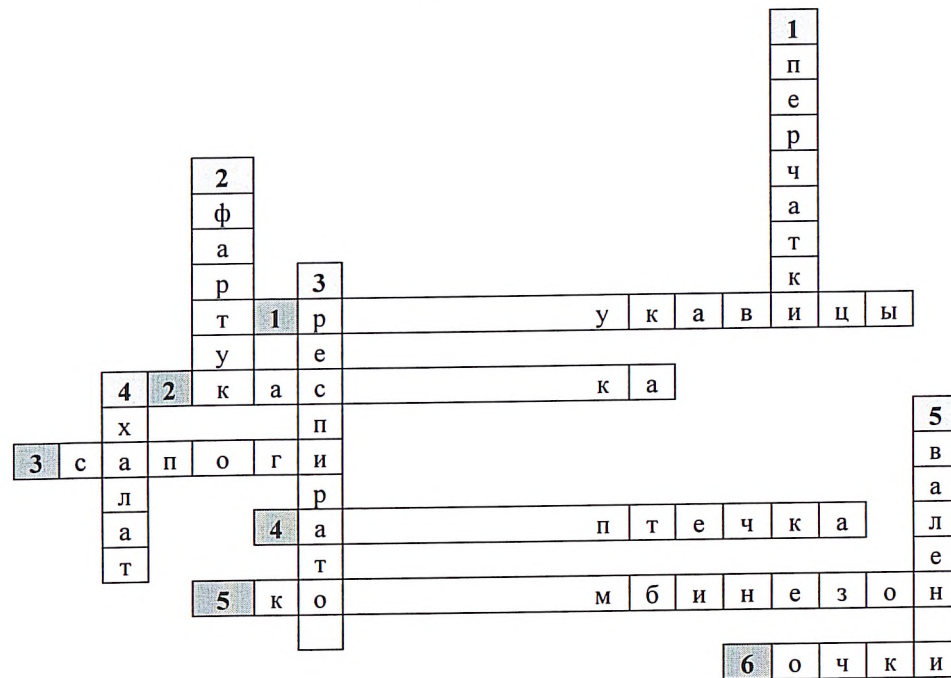 1
п
е
р
2 ч
ф а
а т
р 3 к
т 1 р у к а в и ц ы
у е
4 2 к а с к а
х п 5
3 с а п о г и в
л р а
а 4 а п т е ч к а л
т т е
5 к о м б и н е з о н
6 о ч к и